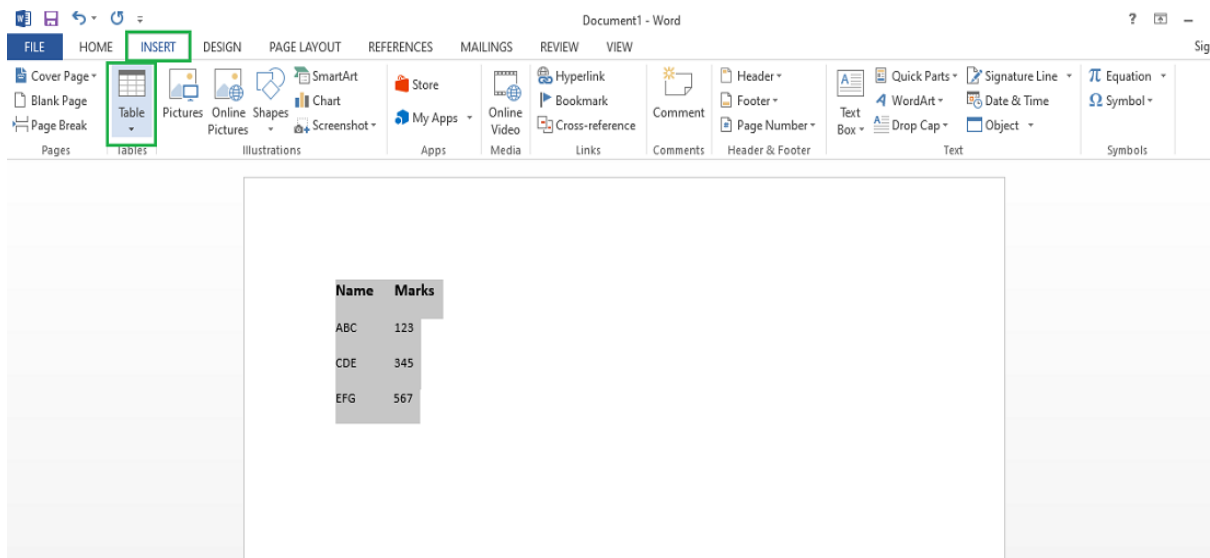 Document1 - Word ?
FILE HOME INSERT DESIGN PAGE LAYOUT REFERENCES MAILINGS REVIEW VIEW Sig
Cover Page SmartArt Store Hyperlink Header Quick Parts Signature Line Equation
Blank Page Table Pictures Online Pictures Shapes Chart My Apps Online Video Bookmark Comment Footer Text Box WordArt Date & Time Symbol
Page Break Screenshot Cross-reference Page Number Drop Cap Object
Pages Tables Illustrations Apps Media Links Comments Header & Footer Text Symbols
Name Marks
ABC 123
CDE 345
EFG 567